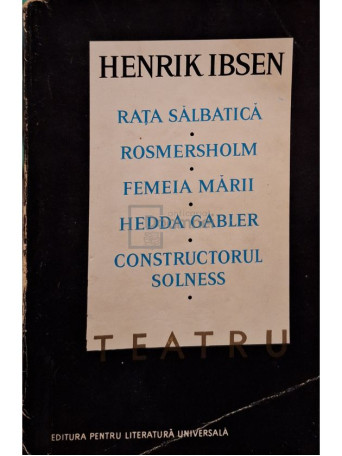 HENRIK IBSEN
RAȚA SĂLBATICĂ
•
ROSMERSHOLM
•
FEMEIA MĂRII
•
HEDDA GABLER
•
CONSTRUCTORUL
SOLNESS
•
TEATRU
EDITURA PENTRU LITERATURĂ UNIVERSALĂ